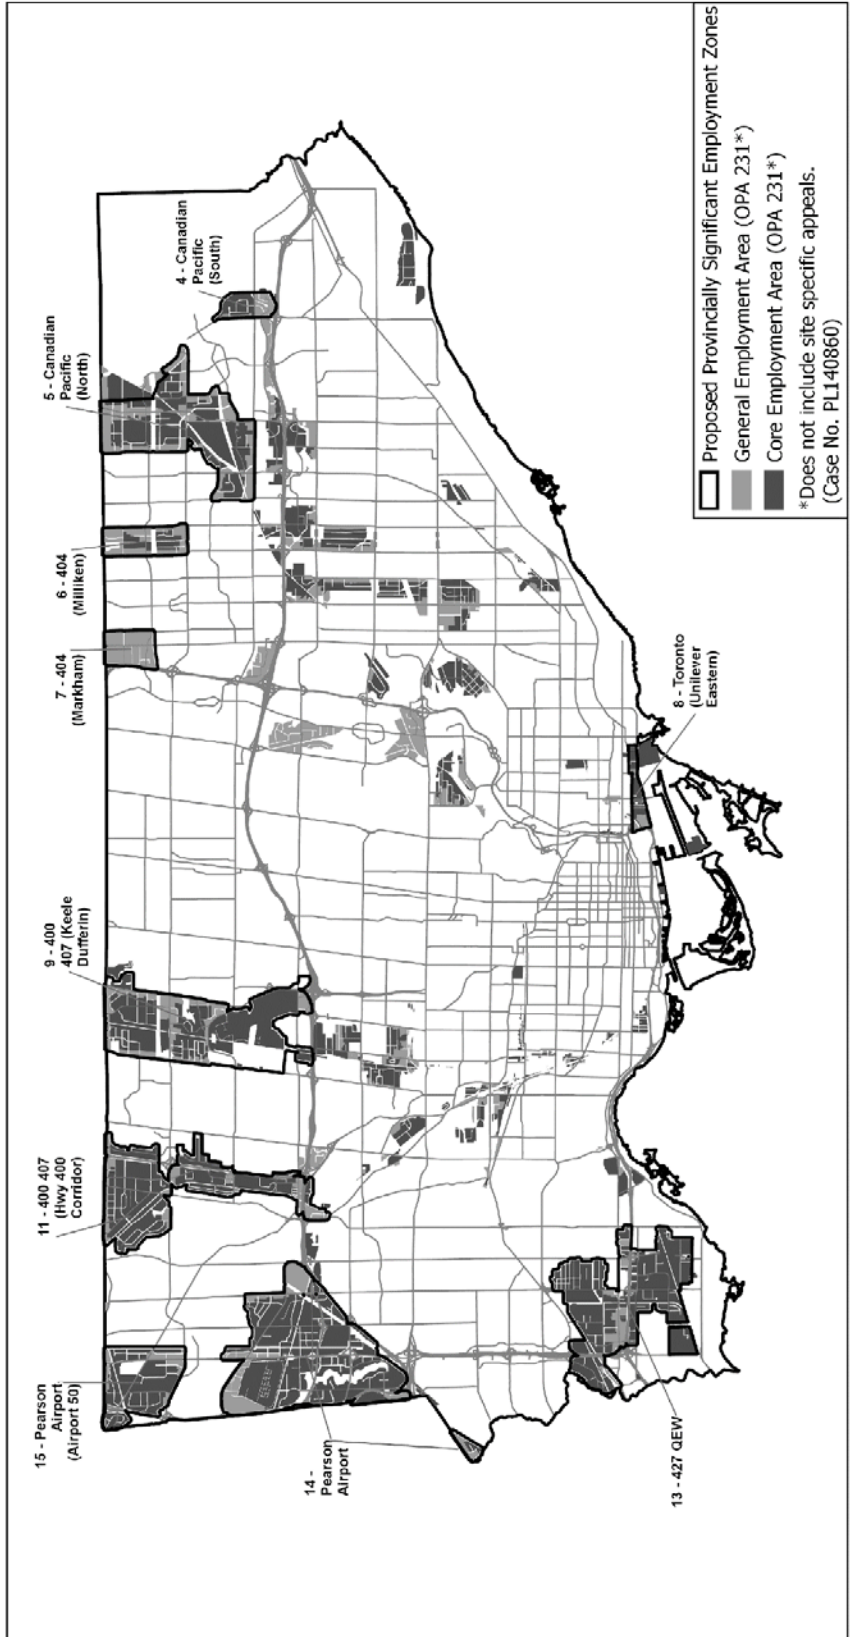 15 - Pearson
Airport
(Airport 50)
11 - 400 407
(Hwy 400
Corridor)
9 - 400
407 (Keele
Dufferin)
7 - 404
(Markham)
6 - 404
(Milliken)
5 - Canadian
Pacific
(North)
4 - Canadian
Pacific
(South)
14 -
Pearson
Airport
13 - 427 QEW
8 - Toronto
(Unilever
Eastern)
Proposed Provincially Significant Employment Zones
General Employment Area (OPA 231*)
Core Employment Area (OPA 231*)
*Does not include site specific appeals.
(Case No. PL140860)